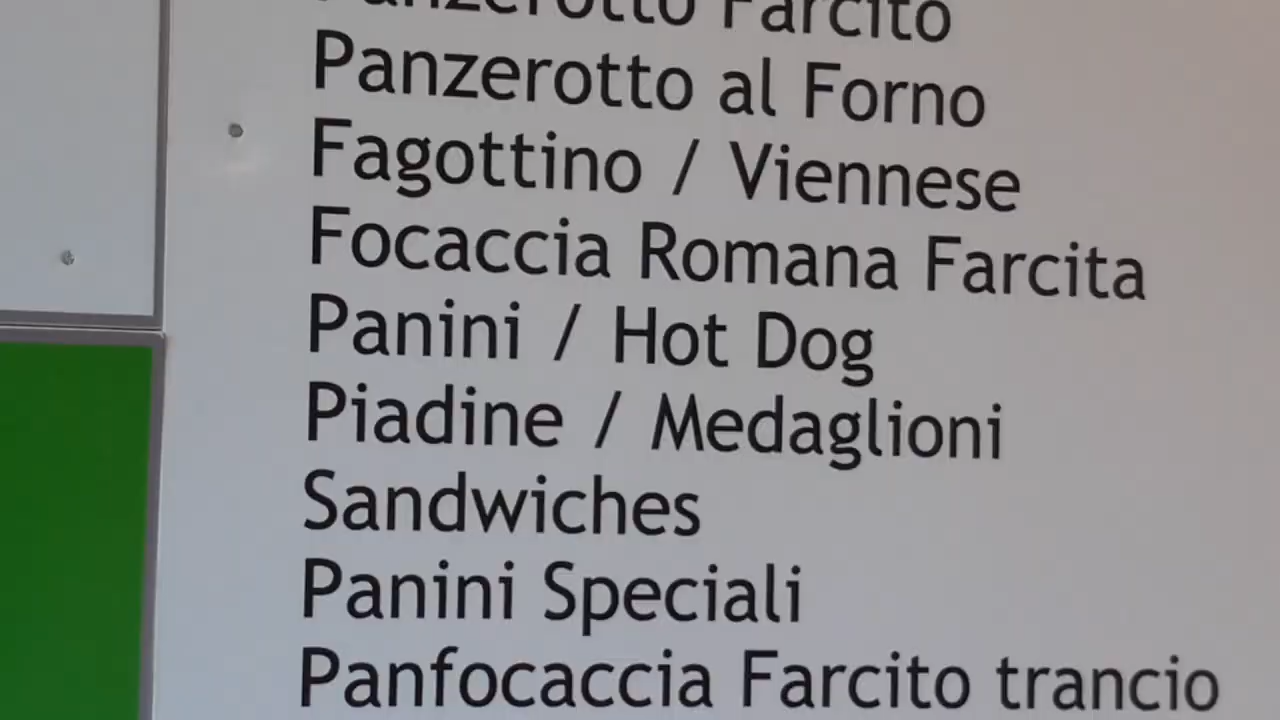 Panzerotto Farcito
Panzerotto al Forno
Fagottino / Viennese
Focaccia Romana Farcita
Panini / Hot Dog
Piadine / Medaglioni
Sandwiches
Panini Speciali
Panfocaccia Farcito trancio